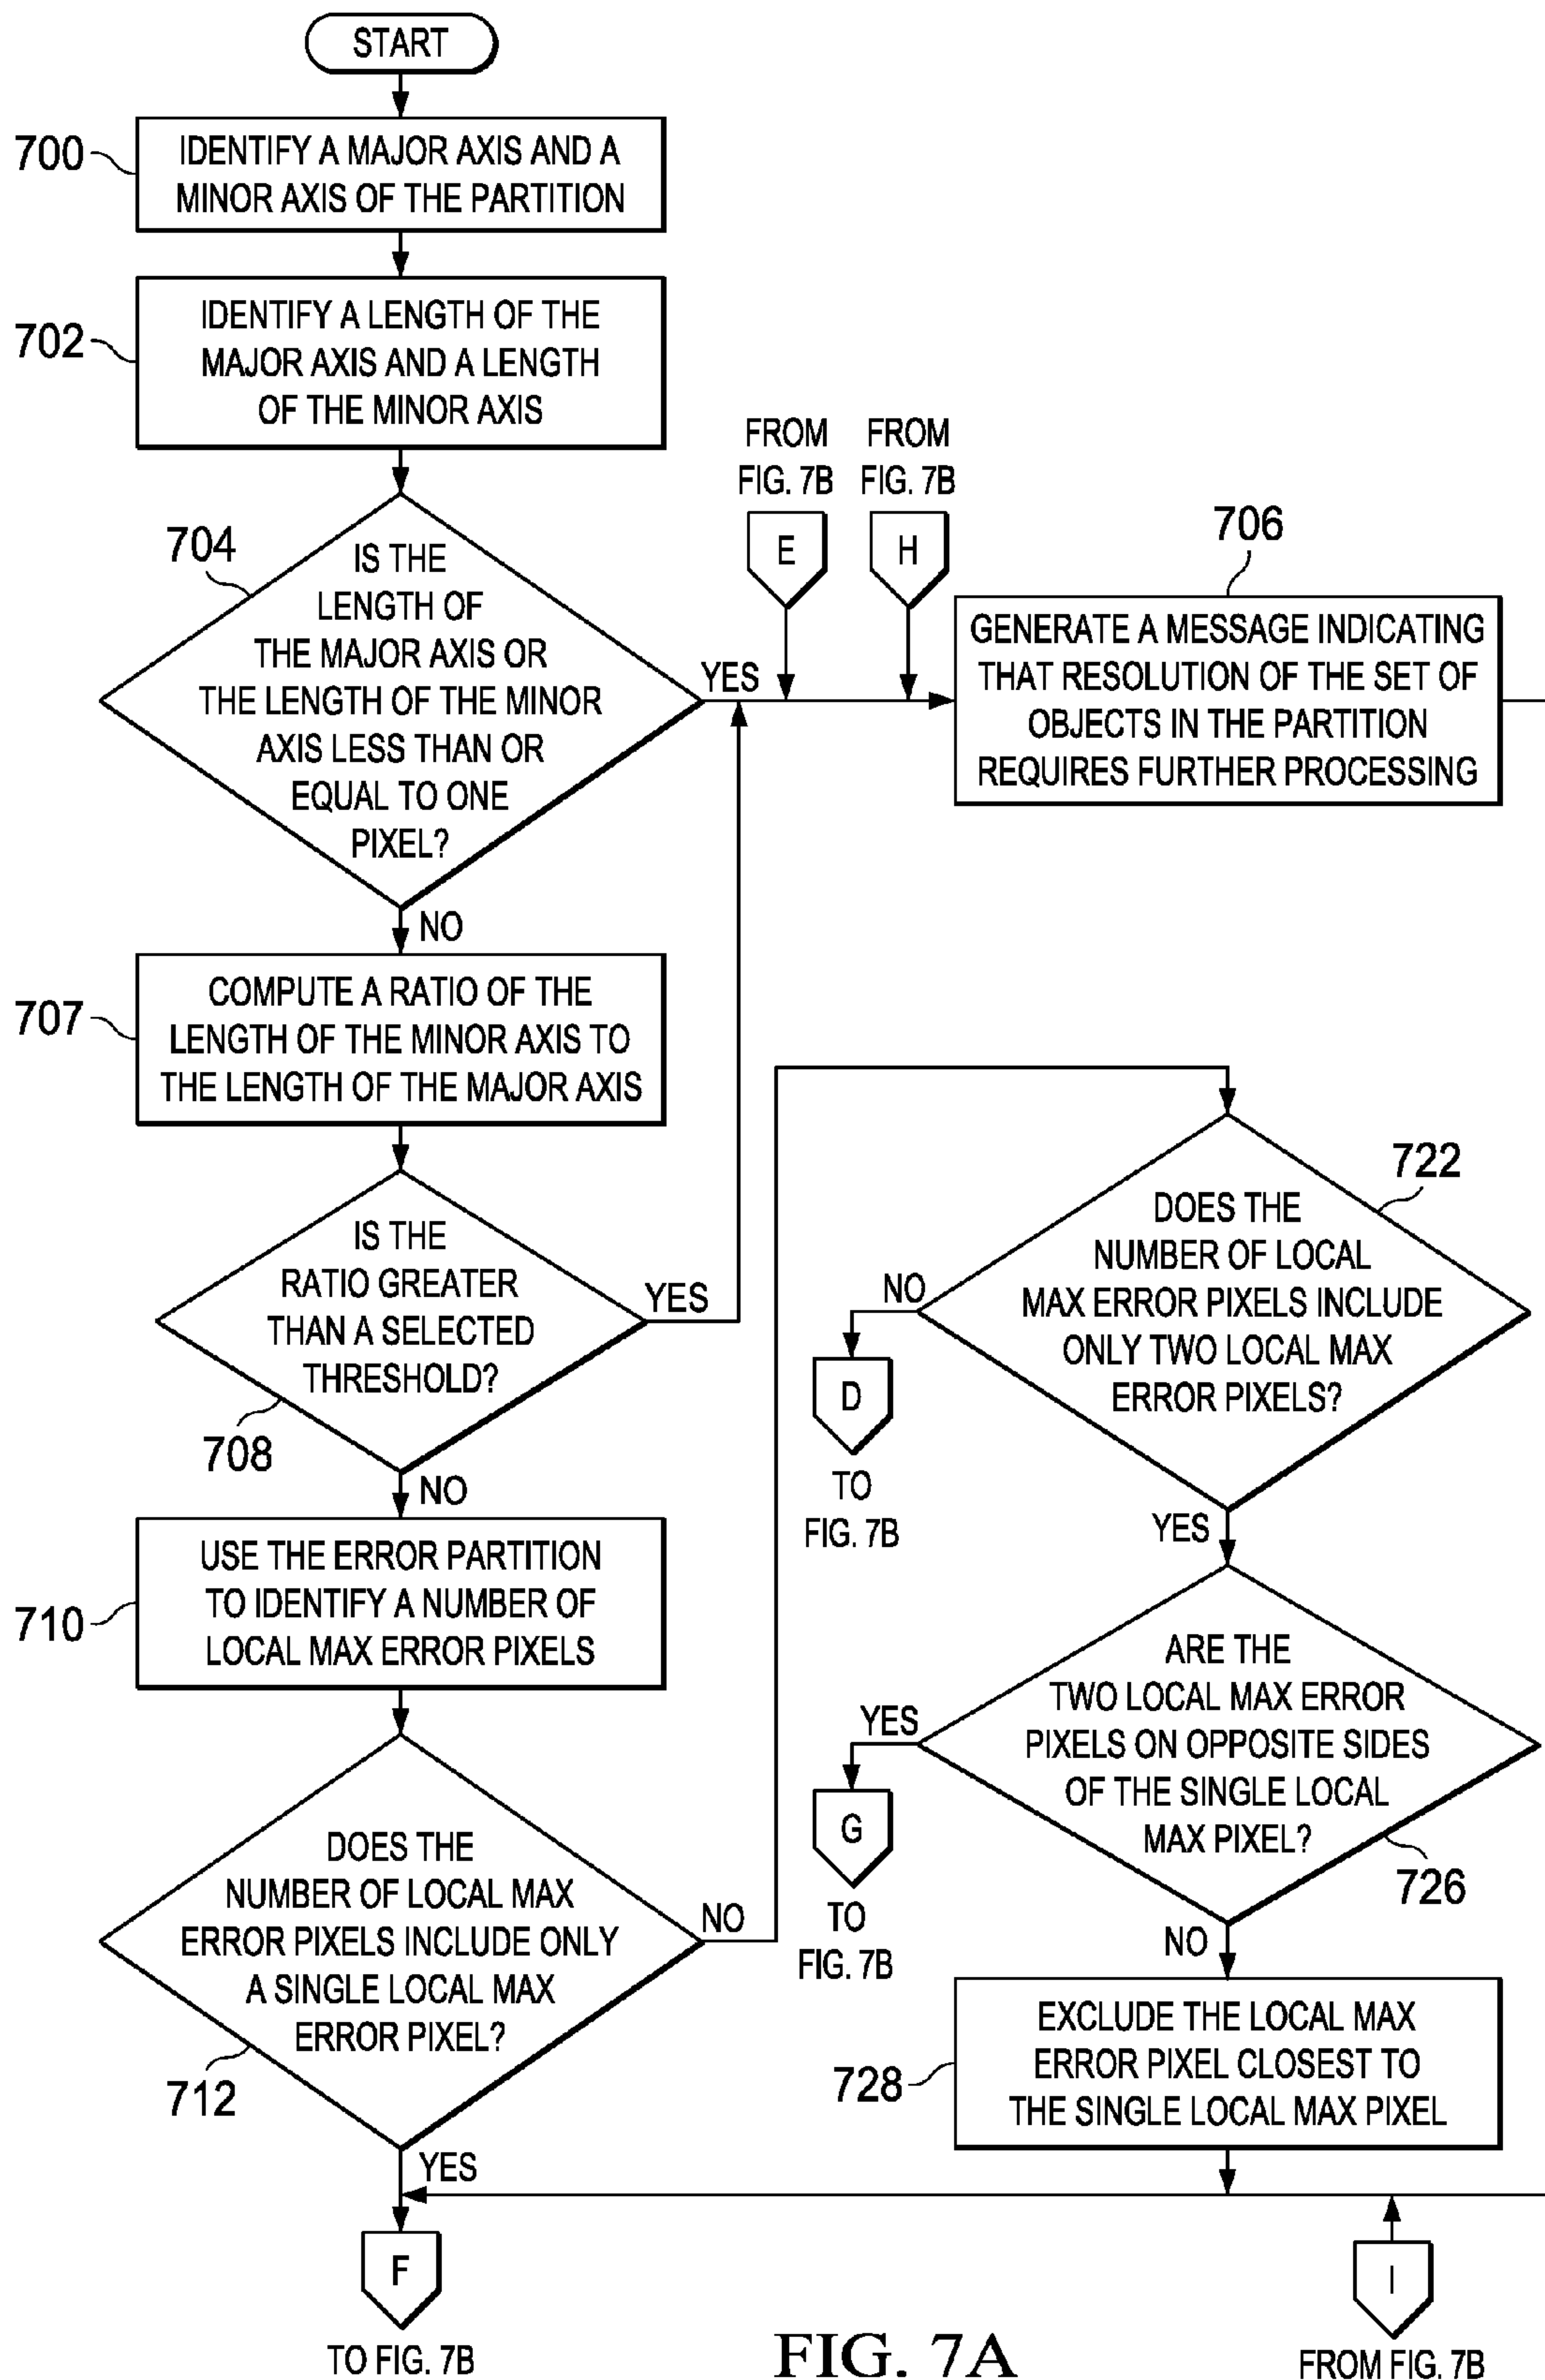 START
700
IDENTIFY A MAJOR AXIS AND A
MINOR AXIS OF THE PARTITION
702
IDENTIFY A LENGTH OF THE
MAJOR AXIS AND A LENGTH
OF THE MINOR AXIS
704
IS THE
LENGTH OF
THE MAJOR AXIS OR
THE LENGTH OF THE MINOR
AXIS LESS THAN OR
EQUAL TO ONE
PIXEL?
YES
NO
FROM
FIG. 7B
E
FROM
FIG. 7B
H
706
GENERATE A MESSAGE INDICATING
THAT RESOLUTION OF THE SET OF
OBJECTS IN THE PARTITION
REQUIRES FURTHER PROCESSING
707
COMPUTE A RATIO OF THE
LENGTH OF THE MINOR AXIS TO
THE LENGTH OF THE MAJOR AXIS
IS THE
RATIO GREATER
THAN A SELECTED
THRESHOLD?
708
YES
NO
710
USE THE ERROR PARTITION
TO IDENTIFY A NUMBER OF
LOCAL MAX ERROR PIXELS
DOES THE
NUMBER OF LOCAL MAX
ERROR PIXELS INCLUDE ONLY
A SINGLE LOCAL MAX
ERROR PIXEL?
712
NO
YES
F
TO FIG. 7B
722
DOES THE
NUMBER OF LOCAL
MAX ERROR PIXELS INCLUDE
ONLY TWO LOCAL MAX
ERROR PIXELS?
NO
D
TO
FIG. 7B
YES
ARE THE
TWO LOCAL MAX ERROR
PIXELS ON OPPOSITE SIDES
OF THE SINGLE LOCAL
MAX PIXEL?
726
YES
G
TO
FIG. 7B
NO
728
EXCLUDE THE LOCAL MAX
ERROR PIXEL CLOSEST TO
THE SINGLE LOCAL MAX PIXEL
I
FROM FIG. 7B
FIG. 7A